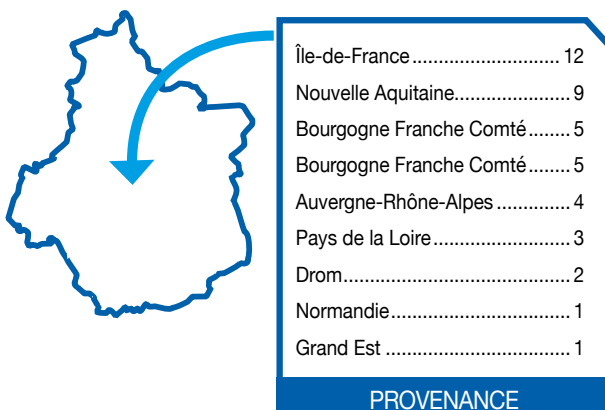 Île-de-France ............................ 12
Nouvelle Aquitaine...................... 9
Bourgogne Franche Comté........ 5
Bourgogne Franche Comté........ 5
Auvergne-Rhône-Alpes .............. 4
Pays de la Loire.......................... 3
Drom........................................... 2
Normandie.................................. 1
Grand Est ................................... 1
PROVENANCE